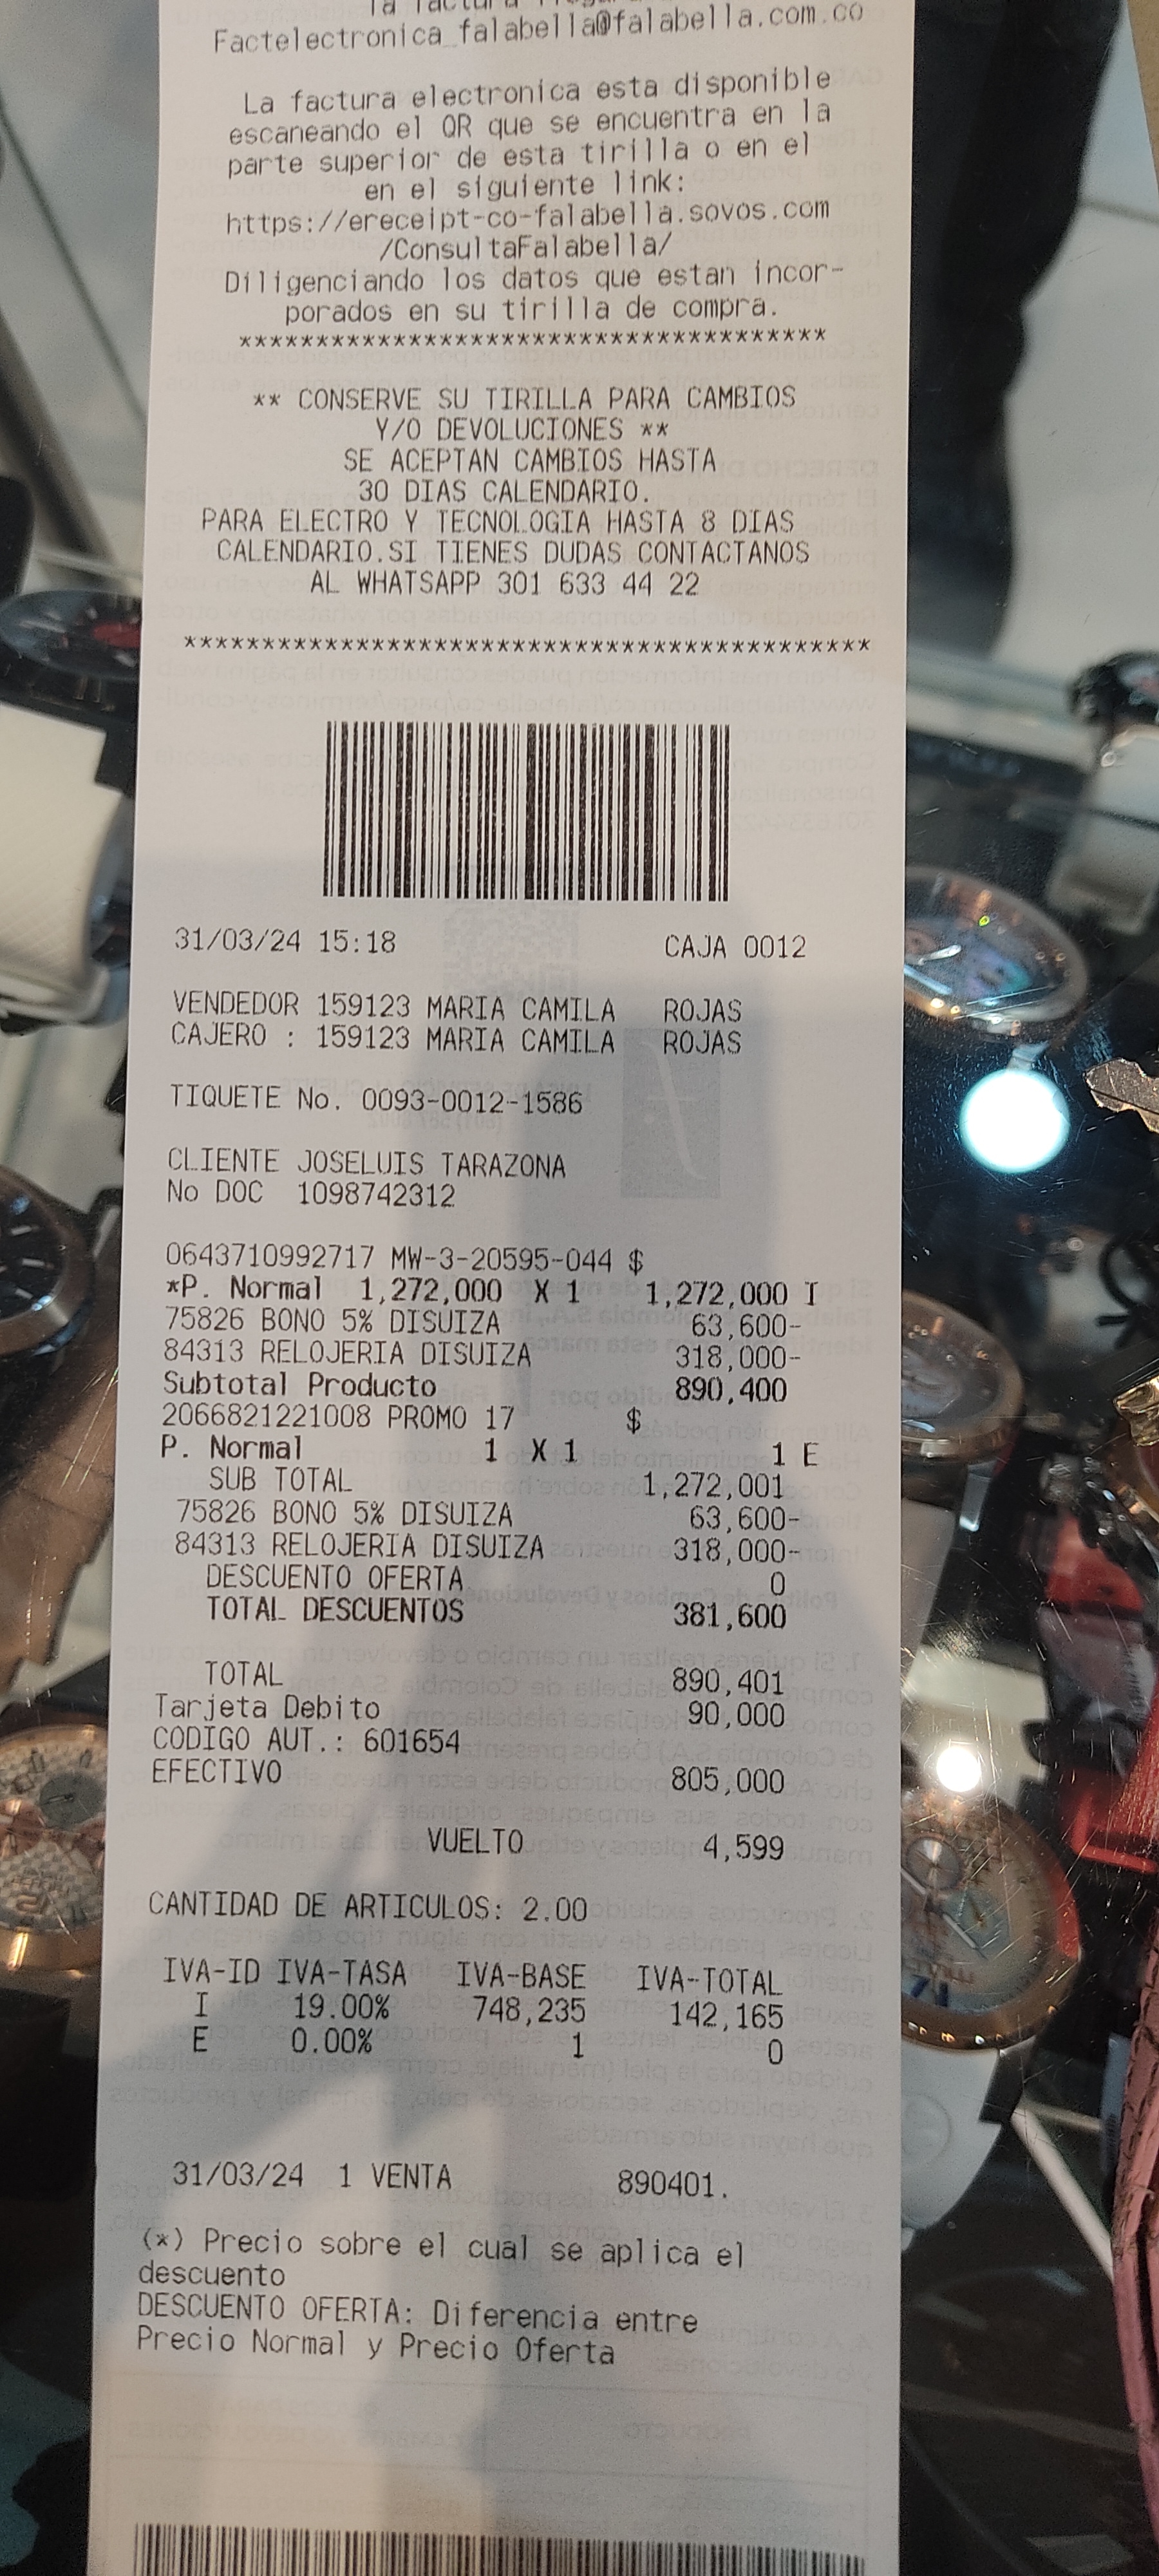 la factura
Factelectronica_falabella@falabella.com.co
La factura electronica esta disponible
escaneando el QR que se encuentra en la
parte superior de esta tirilla o en el
en el siguiente link:
https://ereceipt-co-falabella.sovos.com
/ConsultaFalabella/
Diligenciando los datos que estan incor-
porados en su tirilla de compra.
**************************************
** CONSERVE SU TIRILLA PARA CAMBIOS
Y/O DEVOLUCIONES **
SE ACEPTAN CAMBIOS HASTA
30 DIAS CALENDARIO.
PARA ELECTRO Y TECNOLOGIA HASTA 8 DIAS
CALENDARIO.SI TIENES DUDAS CONTACTANOS
AL WHATSAPP 301 633 44 22
********************************************
31/03/24 15:18 CAJA 0012
VENDEDOR 159123 MARIA CAMILA ROJAS
CAJERO : 159123 MARIA CAMILA ROJAS
TIQUETE No. 0093-0012-1586
CLIENTE JOSELUIS TARAZONA
No DOC 1098742312
0643710992717 MW-3-20595-044 $
*P. Normal 1,272,000 X 1 1,272,000 I
75826 BONO 5% DISUIZA 63,600-
84313 RELOJERIA DISUIZA 318,000-
Subtotal Producto 890,400
2066821221008 PROMO 17 $
P. Normal 1 X 1 1 E
SUB TOTAL 1,272,001
75826 BONO 5% DISUIZA 63,600-
84313 RELOJERIA DISUIZA 318,000-
DESCUENTO OFERTA 0
TOTAL DESCUENTOS 381,600
TOTAL 890,401
Tarjeta Debito 90,000
CODIGO AUT.: 601654
EFECTIVO 805,000
VUELTO 4,599
CANTIDAD DE ARTICULOS: 2.00
IVA-ID IVA-TASA IVA-BASE IVA-TOTAL
I 19.00% 748,235 142,165
E 0.00% 1 0
31/03/24 1 VENTA 890401.
(*) Precio sobre el cual se aplica el
descuento
DESCUENTO OFERTA: Diferencia entre
Precio Normal y Precio Oferta